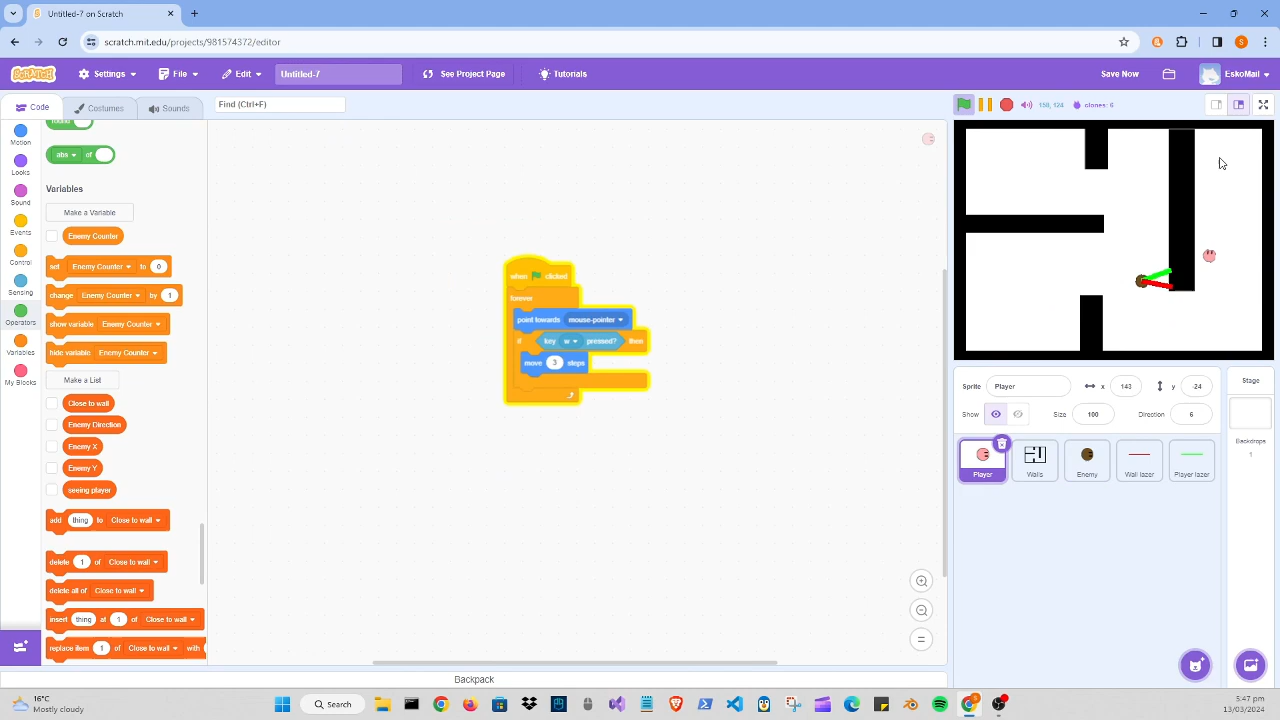 Untitled-7 on Scratch
scratch.mit.edu/projects/981574372/editor
SCRATCH
Settings
File
Edit
Untitled-7
See Project Page
Tutorials
Save Now
EskoMail
Code
Costumes
Sounds
Find (Ctrl+F)
158, 124
clones: 6
Motion
Looks
Sound
Events
Control
Sensing
Operators
Variables
My Blocks
abs of
Variables
Make a Variable
Enemy Counter
set Enemy Counter to 0
change Enemy Counter by 1
show variable Enemy Counter
hide variable Enemy Counter
Make a List
Close to wall
Enemy Direction
Enemy X
Enemy Y
seeing player
add thing to Close to wall
delete 1 of Close to wall
delete all of Close to wall
insert thing at 1 of Close to wall
replace item 1 of Close to wall with
when clicked
forever
point towards mouse-pointer
if key w pressed? then
move 3 steps
Sprite Player x 143 y -24
Show Size 100 Direction 6
Player
Walls
Enemy
Wall lazer
Player lazer
Stage
Backdrops
1
Backpack
16°C
Mostly cloudy
Search
5:47 pm
13/03/2024